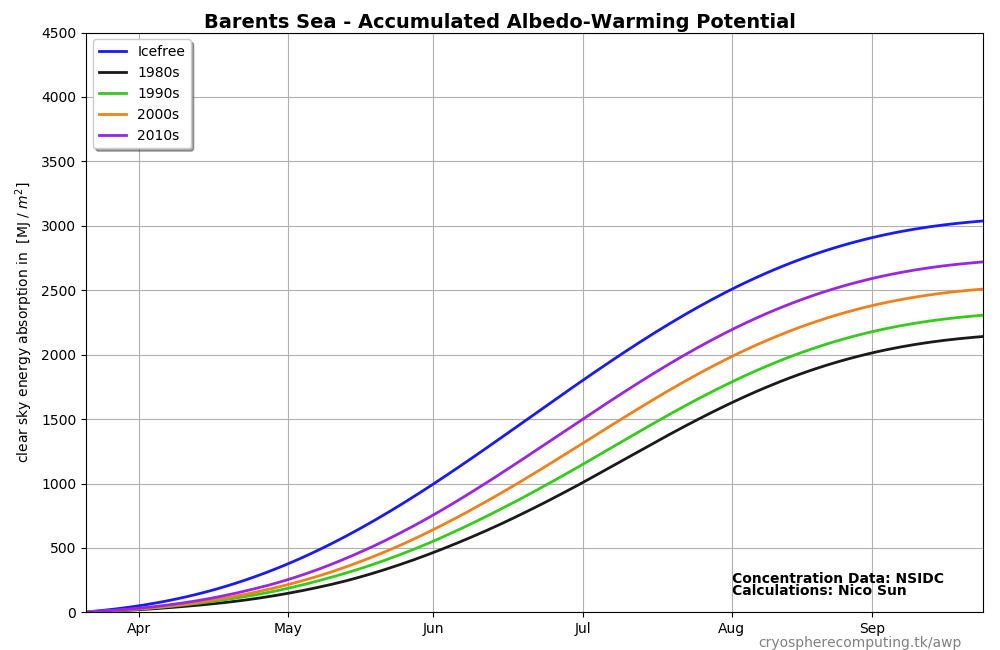 Barents Sea - Accumulated Albedo-Warming Potential
4500
4000
3500
3000
2500
2000
1500
1000
500
0
clear sky energy absorption in [MJ / m²]
Icefree
1980s
1990s
2000s
2010s
Concentration Data: NSIDC
Calculations: Nico Sun
Apr May Jun Jul Aug Sep
cryospherecomputing.tk/awp